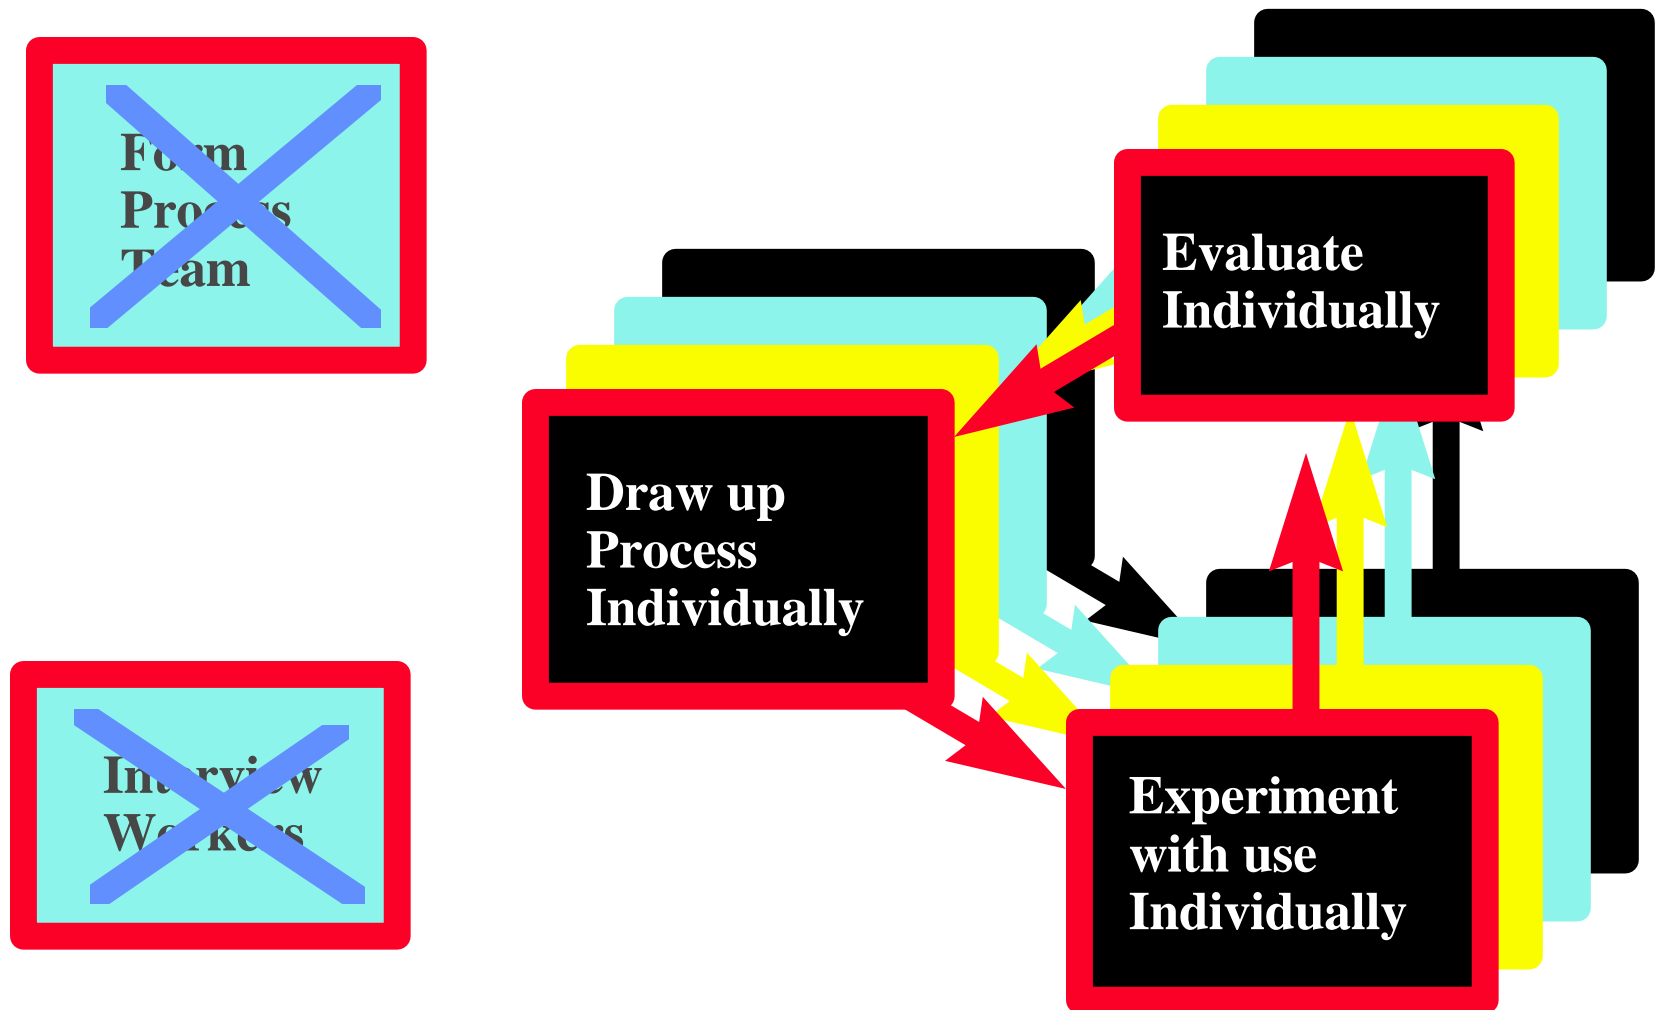 Form
Process
Team
Interview
Workers
Draw up
Process
Individually
Evaluate
Individually
Experiment
with use
Individually